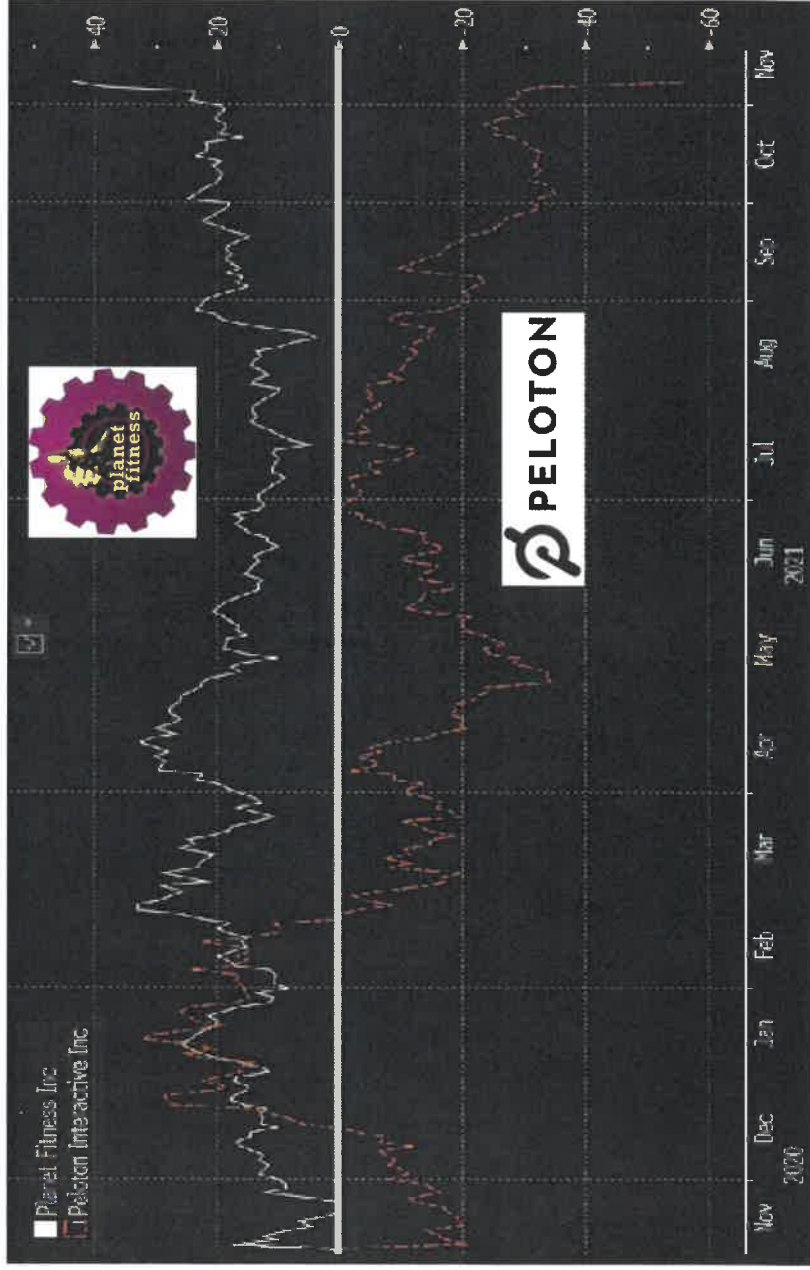 Planet Fitness Inc
Peloton Interactive Inc
40
20
0
-20
-40
-60
planet
fitness
PELOTON
Nov
Dec
Jan
Feb
Mar
Apr
May
Jun
Jul
Aug
Sep
Oct
Nov
2020
2021